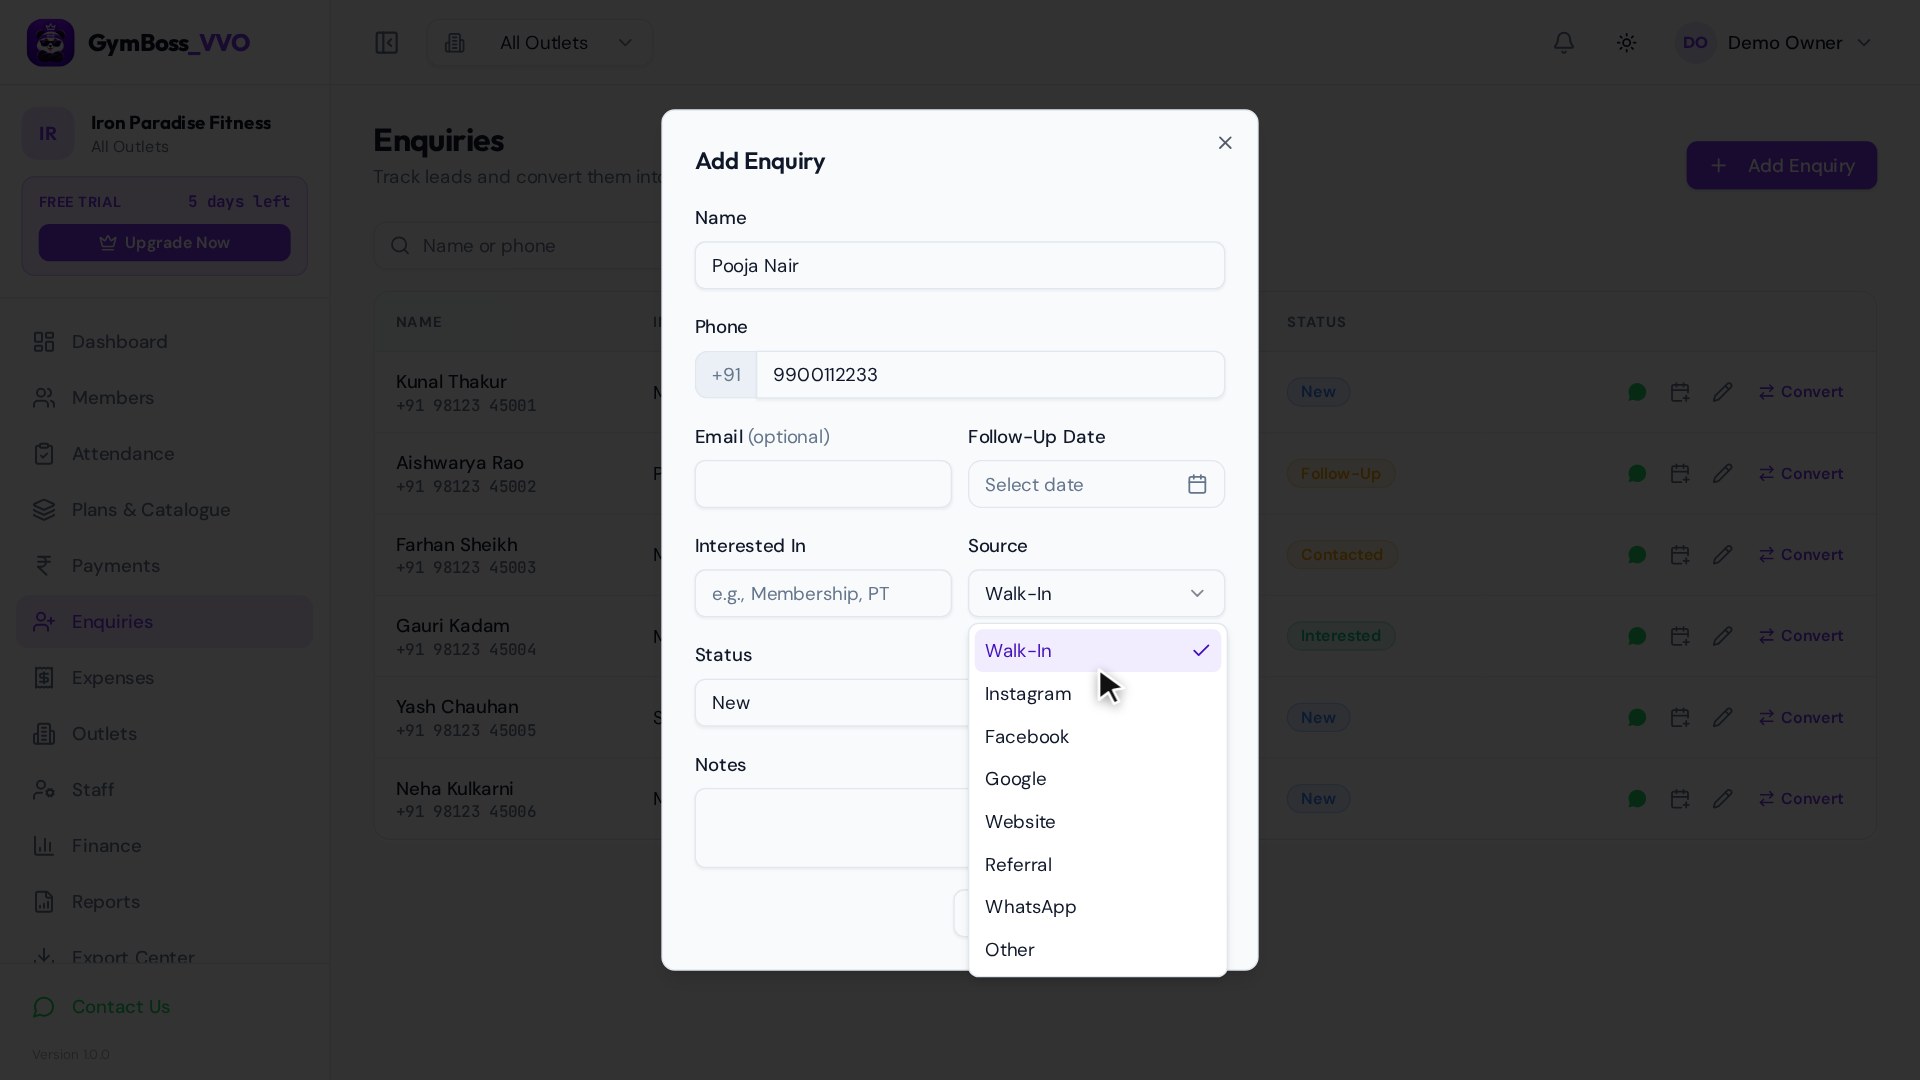 GymBoss_VVO
All Outlets
DO
Demo Owner
IR
Iron Paradise Fitness
All Outlets
FREE TRIAL
5 days left
Upgrade Now
Dashboard
Members
Attendance
Plans & Catalogue
Payments
Enquiries
Expenses
Outlets
Staff
Finance
Reports
Export Center
Contact Us
Version 1.0.0
Enquiries
Track leads and convert them into
Add Enquiry
Name or phone
NAME
STATUS
Kunal Thakur
+91 98123 45001
New
Convert
Aishwarya Rao
+91 98123 45002
Follow-Up
Convert
Farhan Sheikh
+91 98123 45003
Contacted
Convert
Gauri Kadam
+91 98123 45004
Interested
Convert
Yash Chauhan
+91 98123 45005
New
Convert
Neha Kulkarni
+91 98123 45006
New
Convert
Add Enquiry
Name
Pooja Nair
Phone
+91
9900112233
Email (optional)
Follow-Up Date
Select date
Interested In
e.g., Membership, PT
Source
Walk-In
Status
New
Notes
Walk-In
Instagram
Facebook
Google
Website
Referral
WhatsApp
Other